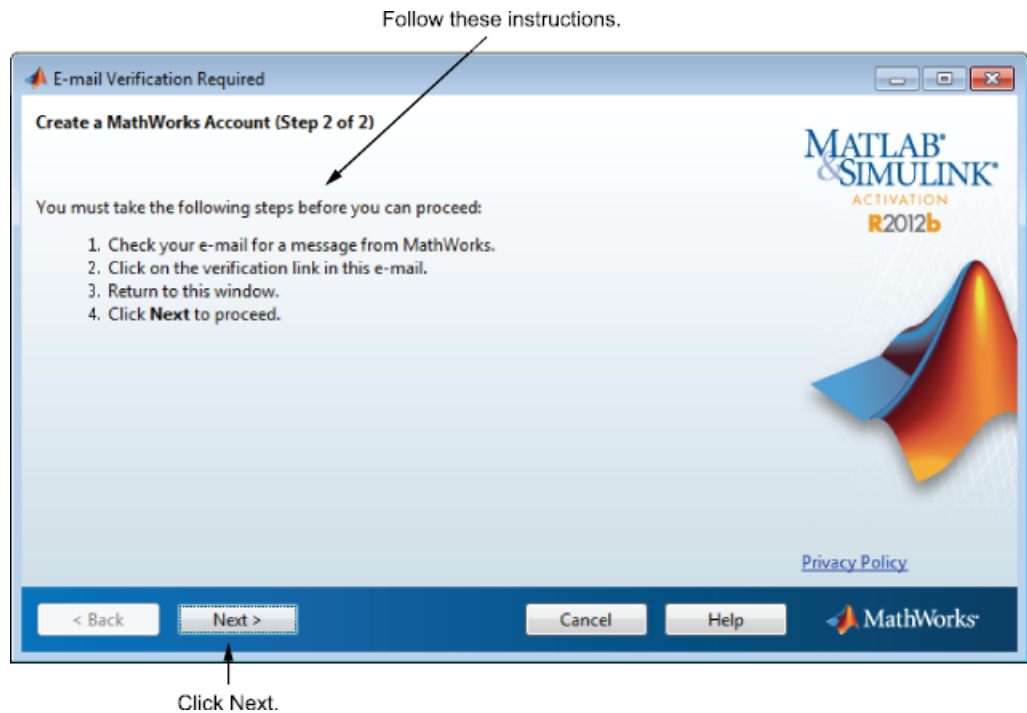 Follow these instructions.
E-mail Verification Required
Create a MathWorks Account (Step 2 of 2)
MATLAB®
&SIMULINK®
ACTIVATION
R2012b
You must take the following steps before you can proceed:
1. Check your e-mail for a message from MathWorks.
2. Click on the verification link in this e-mail.
3. Return to this window.
4. Click Next to proceed.
Privacy Policy
< Back Next > Cancel Help MathWorks®
Click Next.